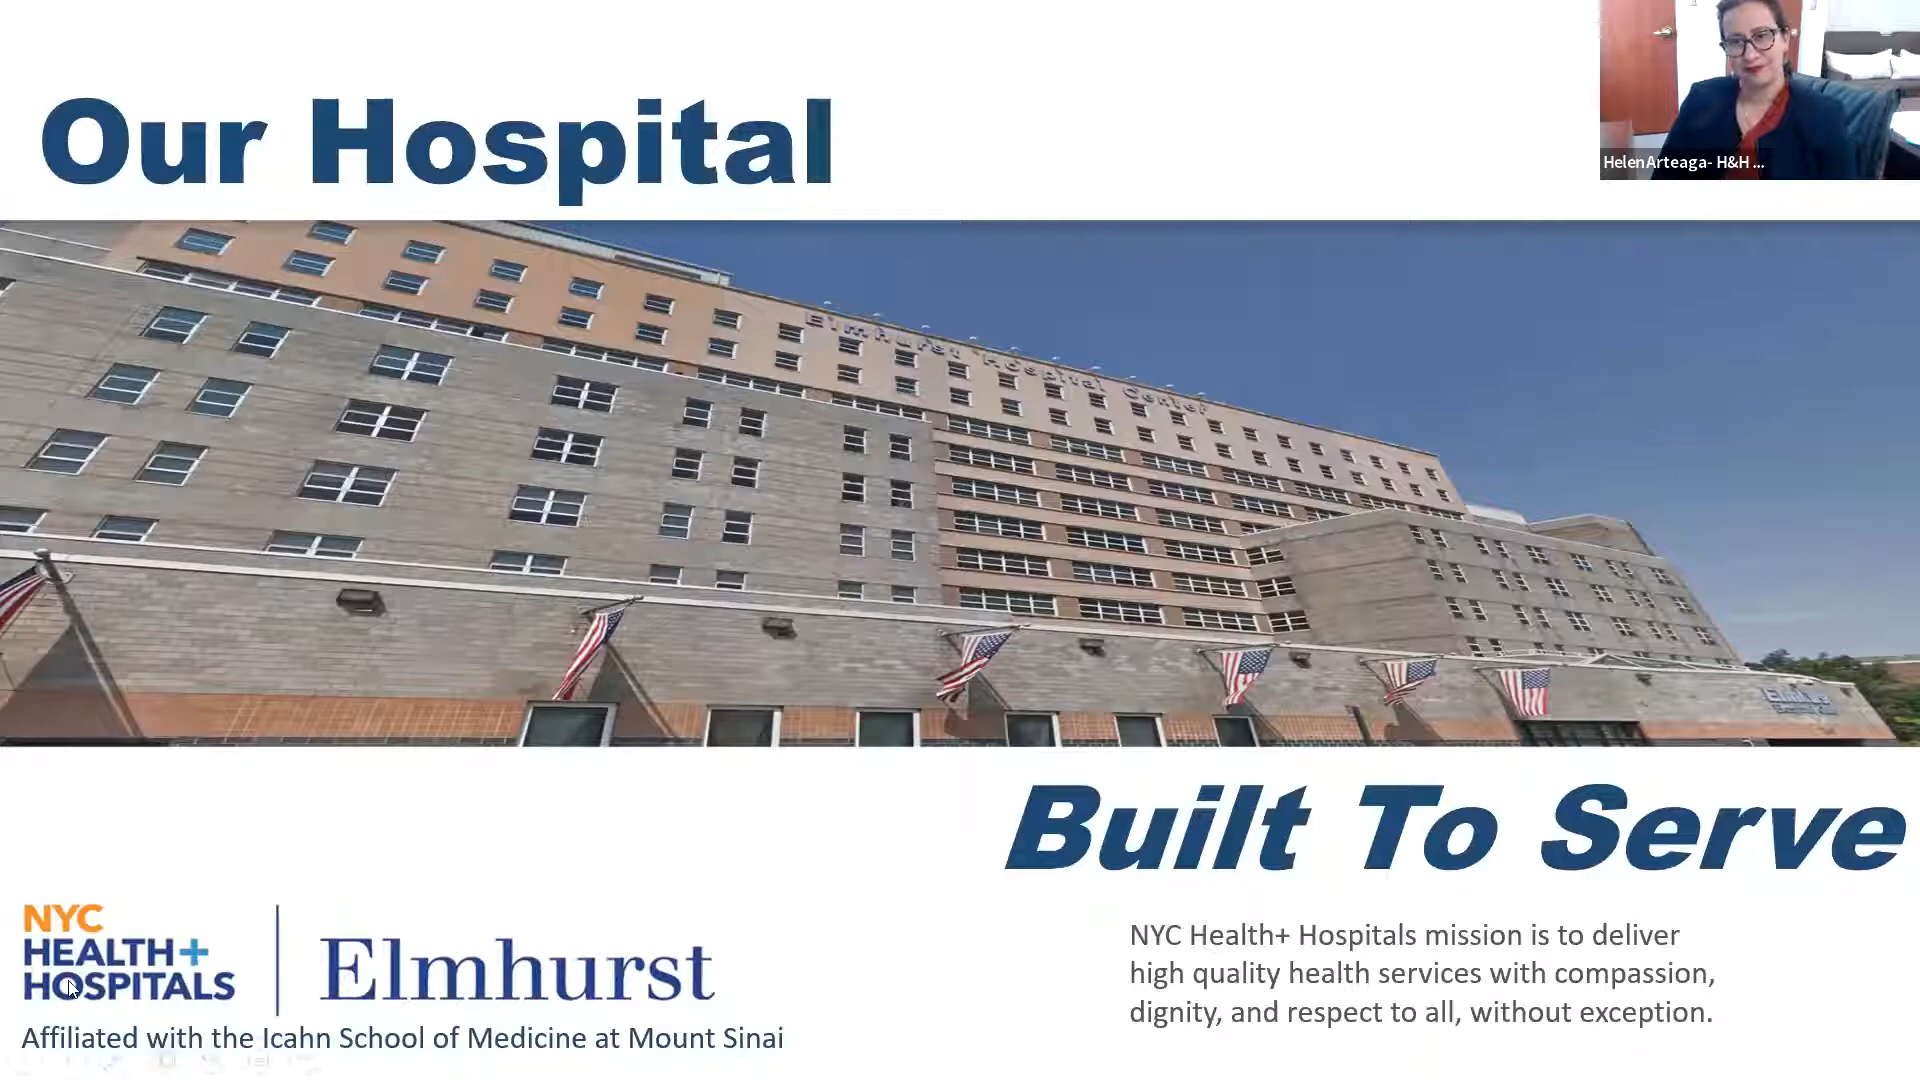 Our Hospital
HelenArteaga- H&H ...
Elmhurst Hospital Center
Built To Serve
NYC
HEALTH+
HOSPITALS
Elmhurst
Affiliated with the Icahn School of Medicine at Mount Sinai
NYC Health+ Hospitals mission is to deliver
high quality health services with compassion,
dignity, and respect to all, without exception.